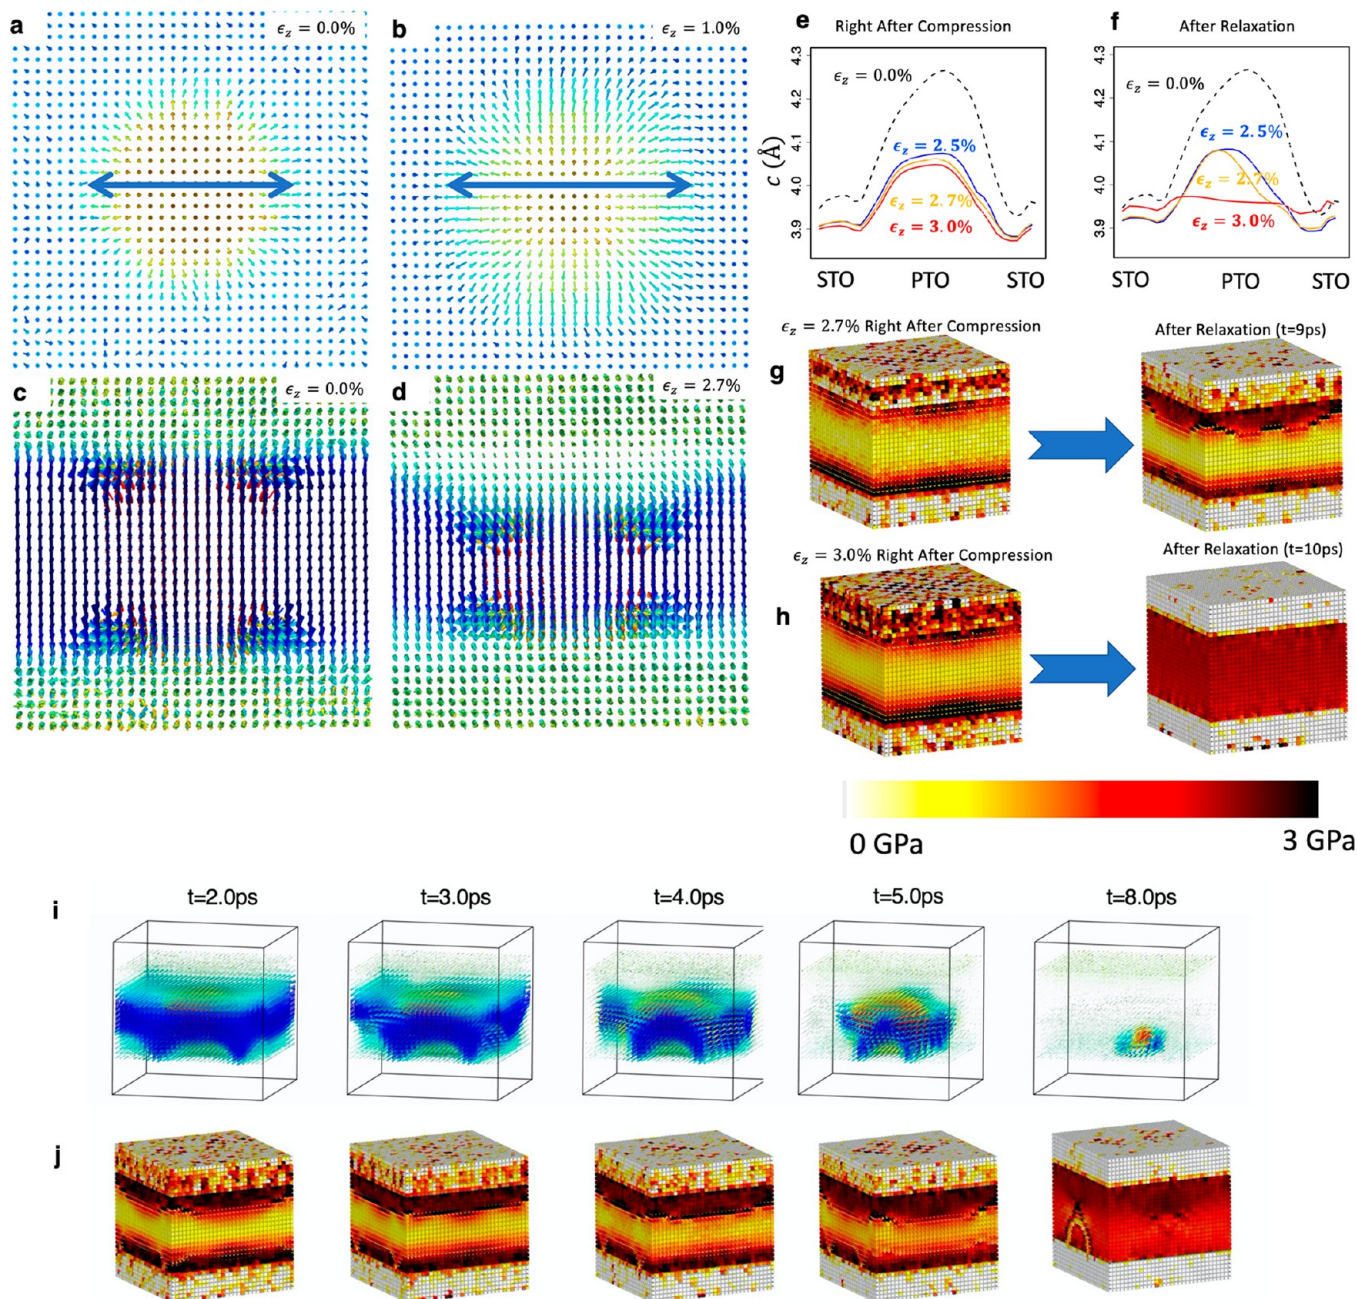 a
ϵz = 0.0%
b
ϵz = 1.0%
c
ϵz = 0.0%
d
ϵz = 2.7%
e
Right After Compression
4.3
4.2
4.1
4.0
3.9
c (Å)
ϵz = 0.0%
ϵz = 2.5%
ϵz = 2.7%
ϵz = 3.0%
STO
PTO
STO
f
After Relaxation
4.3
4.2
4.1
4.0
3.9
ϵz = 0.0%
ϵz = 2.5%
ϵz = 2.7%
ϵz = 3.0%
STO
PTO
STO
g
ϵz = 2.7% Right After Compression
After Relaxation (t=9ps)
h
ϵz = 3.0% Right After Compression
After Relaxation (t=10ps)
0 GPa
3 GPa
i
t=2.0ps
t=3.0ps
t=4.0ps
t=5.0ps
t=8.0ps
j